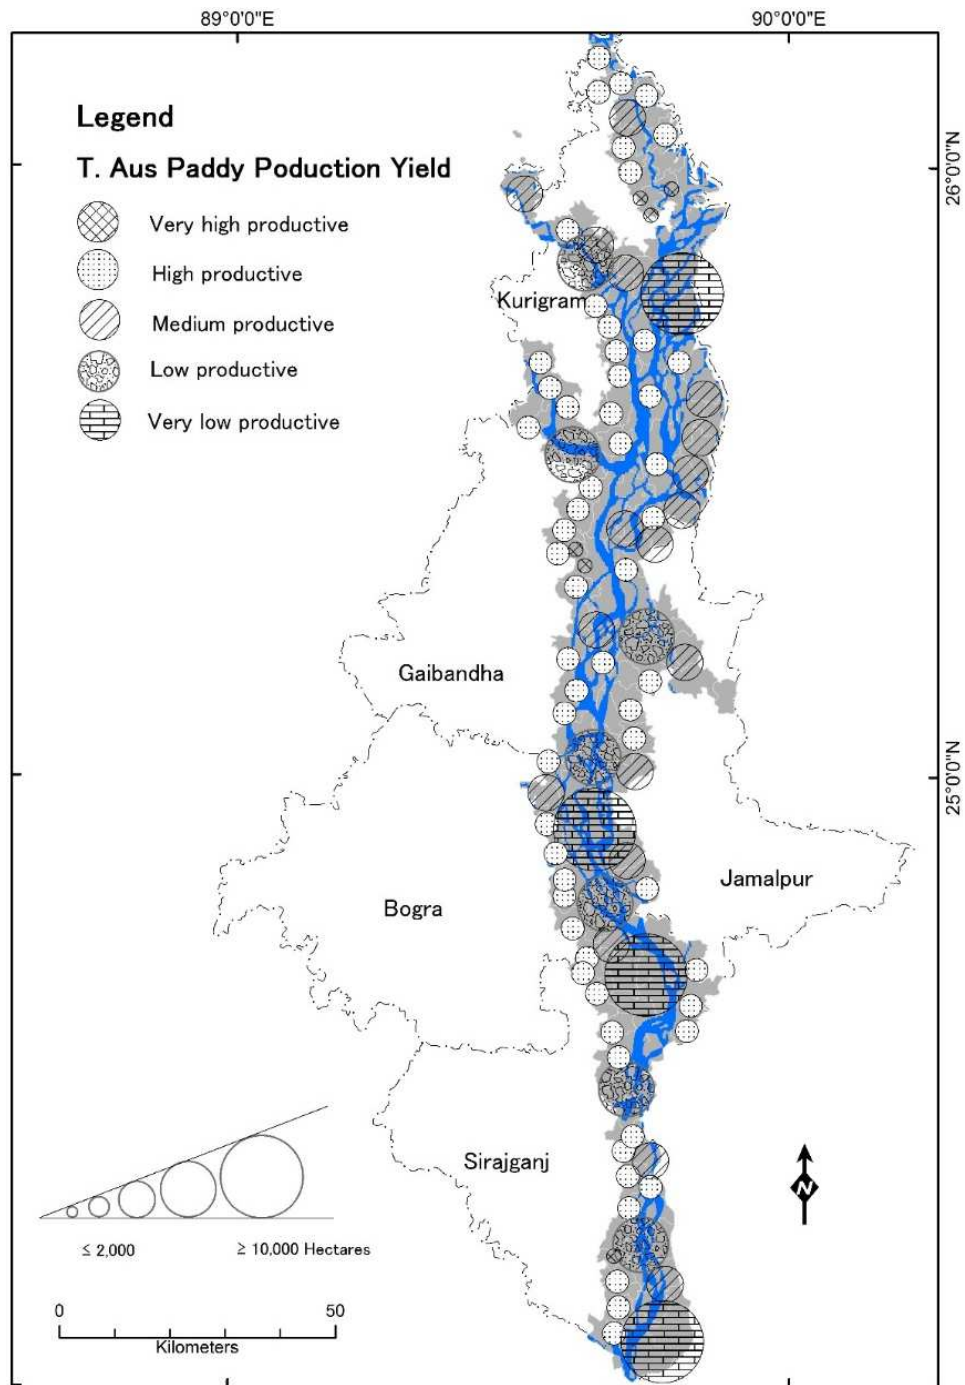 89°0'0"E
90°0'0"E
Legend
T. Aus Paddy Poduction Yield
Very high productive
High productive
Medium productive
Low productive
Very low productive
26°0'0"N
Kurigram
Gaibandha
25°0'0"N
Bogra
Jamalpur
Sirajganj
N
≤ 2,000
≥ 10,000 Hectares
0
50
Kilometers